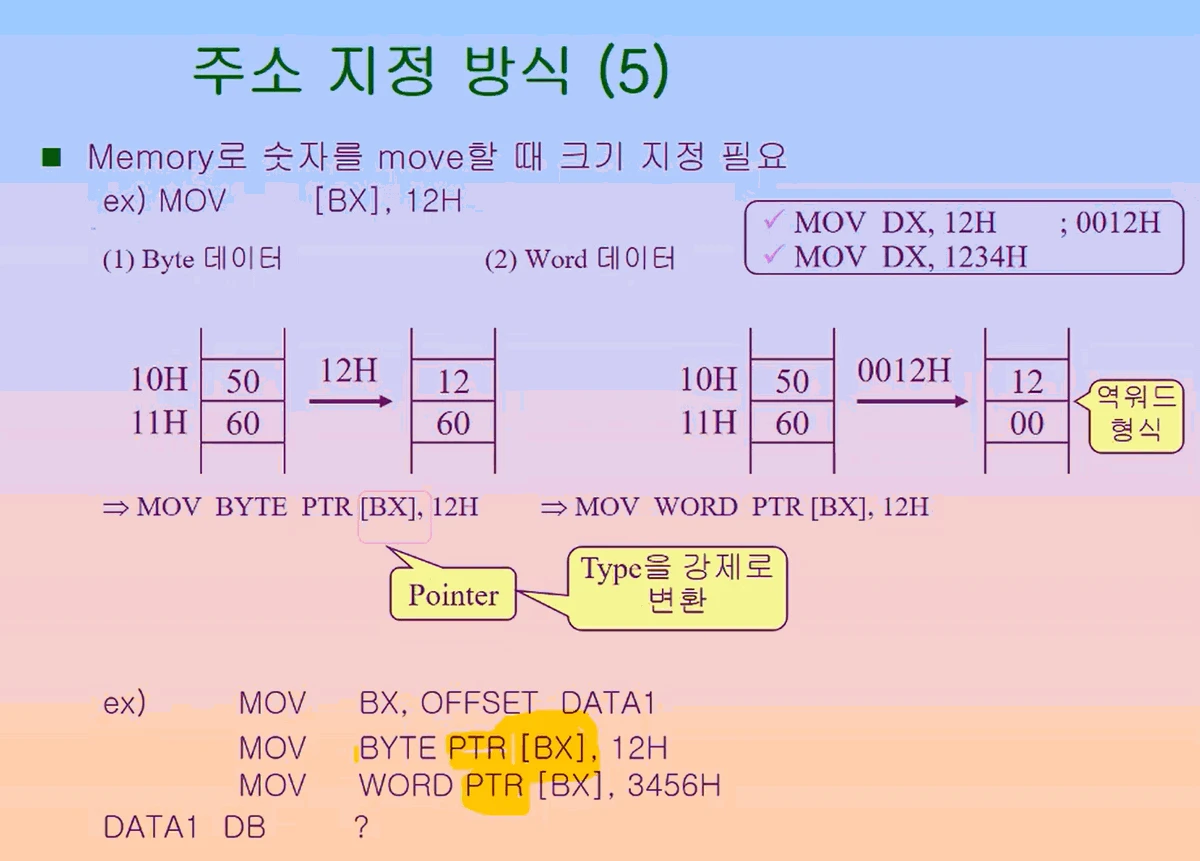 주소 지정 방식 (5)
■ Memory로 숫자를 move할 때 크기 지정 필요
ex) MOV [BX], 12H
✓ MOV DX, 12H ; 0012H
✓ MOV DX, 1234H
(1) Byte 데이터
(2) Word 데이터
10H 50 12H 12
11H 60 60
10H 50 0012H 12
11H 60 00
역워드
형식
⇒ MOV BYTE PTR [BX], 12H
⇒ MOV WORD PTR [BX], 12H
Pointer
Type을 강제로
변환
ex) MOV BX, OFFSET DATA1
MOV BYTE PTR [BX], 12H
MOV WORD PTR [BX], 3456H
DATA1 DB ?